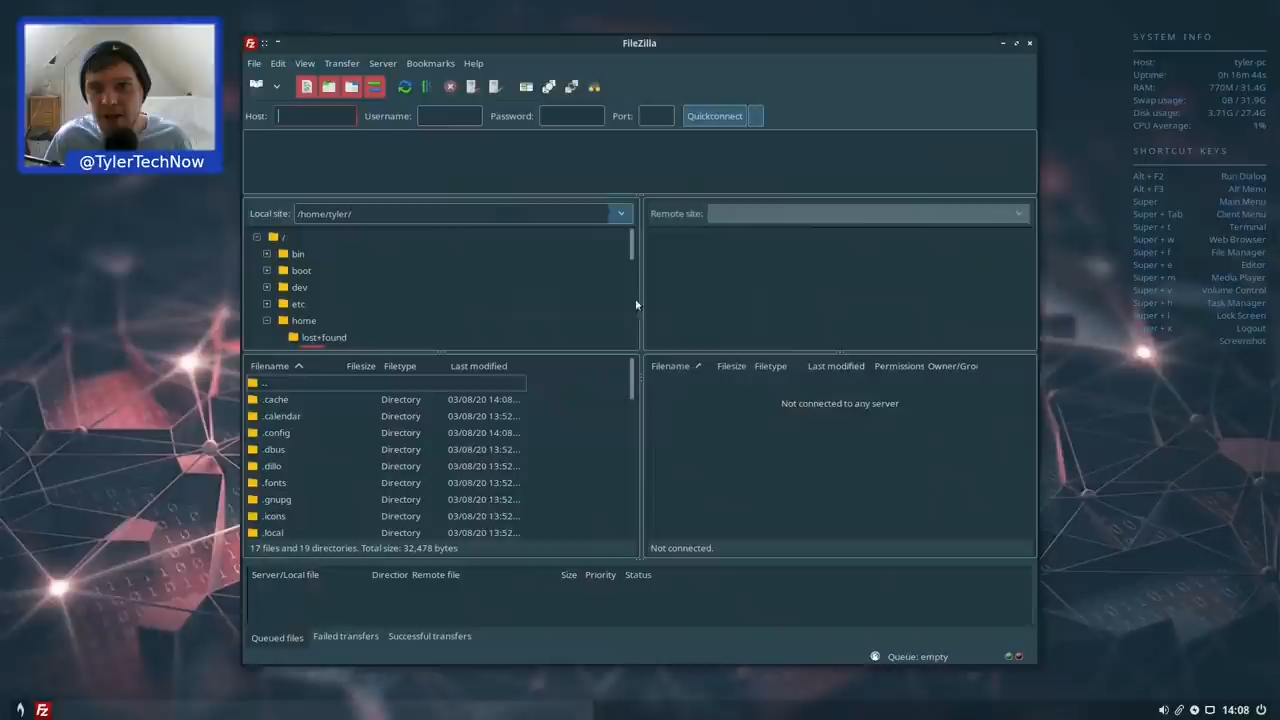 @TylerTechNow
FileZilla
File Edit View Transfer Server Bookmarks Help
Host: Username: Password: Port: Quickconnect
Local site: /home/tyler/
/
bin
boot
dev
etc
home
lost+found
Remote site:
Filename Filesize Filetype Last modified
..
.cache Directory 03/08/20 14:08...
.calendar Directory 03/08/20 13:52...
.config Directory 03/08/20 14:08...
.dbus Directory 03/08/20 13:52...
.dillo Directory 03/08/20 13:52...
.fonts Directory 03/08/20 13:52...
.gnupg Directory 03/08/20 13:52...
.icons Directory 03/08/20 13:52...
.local Directory 03/08/20 13:52...
17 files and 19 directories. Total size: 32,478 bytes
Filename Filesize Filetype Last modified Permissions Owner/Gro
Not connected to any server
Not connected.
Server/Local file Direction Remote file Size Priority Status
Queued files Failed transfers Successful transfers
Queue: empty
SYSTEM INFO
Host: tyler-pc
Uptime: 0h 16m 44s
RAM: 770M / 31.4G
Swap usage: 0B / 31.9G
Disk usage: 3.71G / 27.4G
CPU Average: 1%
SHORTCUT KEYS
Alt + F2 Run Dialog
Alt + F3 Alt Menu
Super Main Menu
Super + Tab Client Menu
Super + t Terminal
Super + w Web Browser
Super + f File Manager
Super + e Editor
Super + m Media Player
Super + v Volume Control
Super + h Task Manager
Super + l Lock Screen
Super + x Logout
Screenshot
14:08